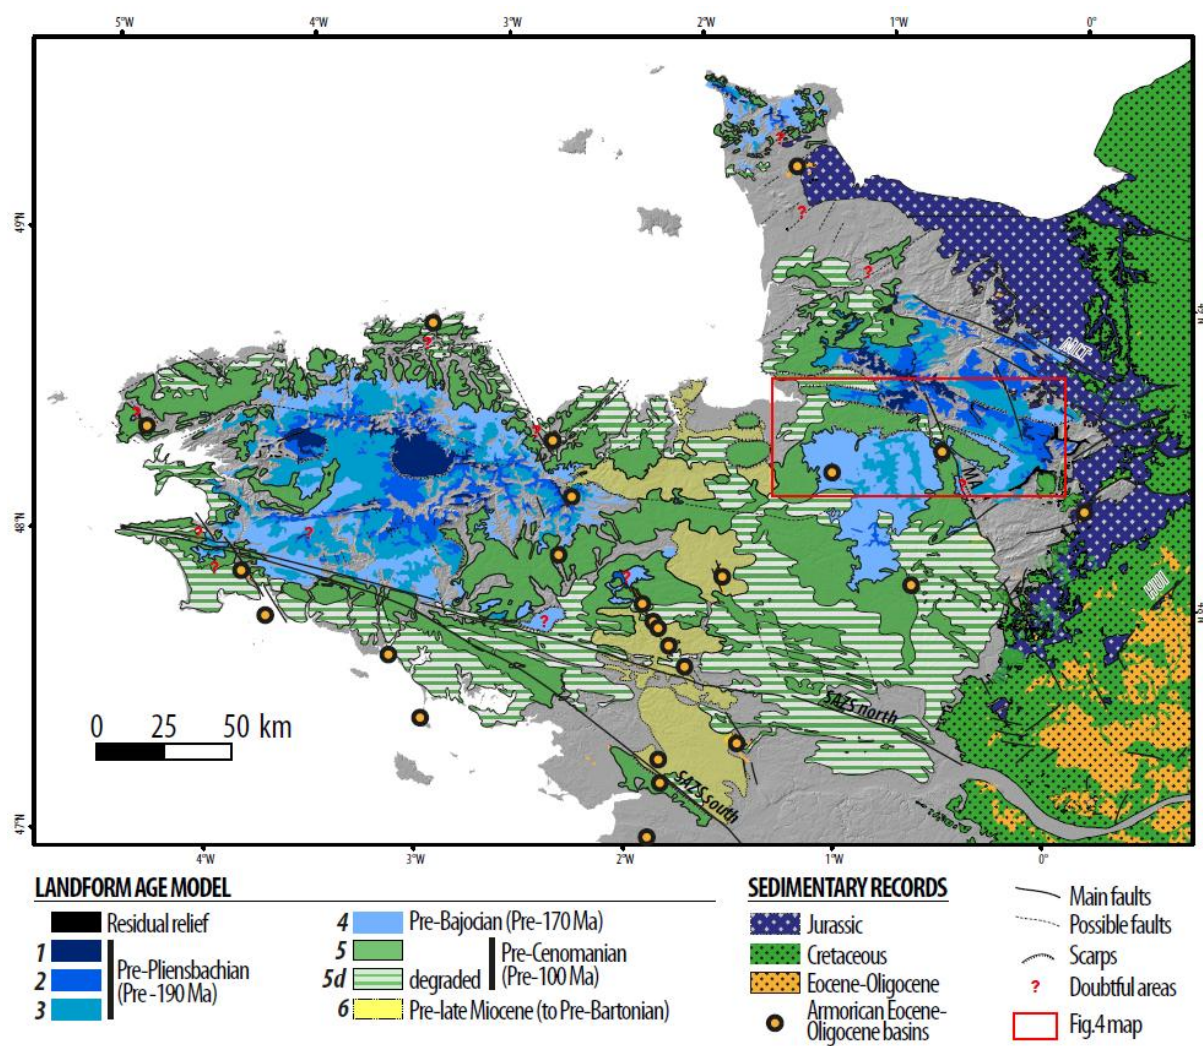 5°W 4°W 3°W 2°W 1°W 0°
49°N
49°N
48°N
48°N
47°N
?
?
?
?
?
?
?
?
?
?
?
?
MA
SAZS north
SAZS south
0 25 50 km
4°W 3°W 2°W 1°W 0°
LANDFORM AGE MODEL
Residual relief
1
2
3
Pre-Pliensbachian
(Pre -190 Ma)
4 Pre-Bajocian (Pre-170 Ma)
5
5d degraded
Pre-Cenomanian
(Pre-100 Ma)
6 Pre-late Miocene (to Pre-Bartonian)
SEDIMENTARY RECORDS
Jurassic
Cretaceous
Eocene-Oligocene
Armorican Eocene-
Oligocene basins
Main faults
Possible faults
Scarps
? Doubtful areas
Fig.4 map